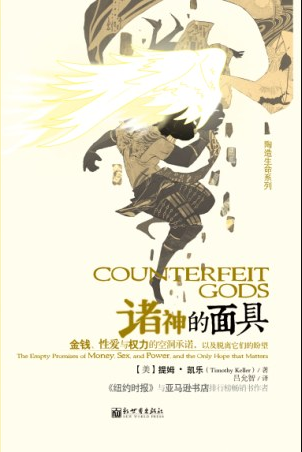 陶造生命系列
COUNTERFEIT
GODS
诸神的面具
金钱、性爱与权力的空洞承诺，以及脱离它们的盼望
The Empty Promises of Money, Sex, and Power, and the Only Hope that Matters
【美】提姆·凯乐（Timothy Keller）著
吕允智 译
《纽约时报》与亚马逊书店排行榜畅销书作者
新世界出版社